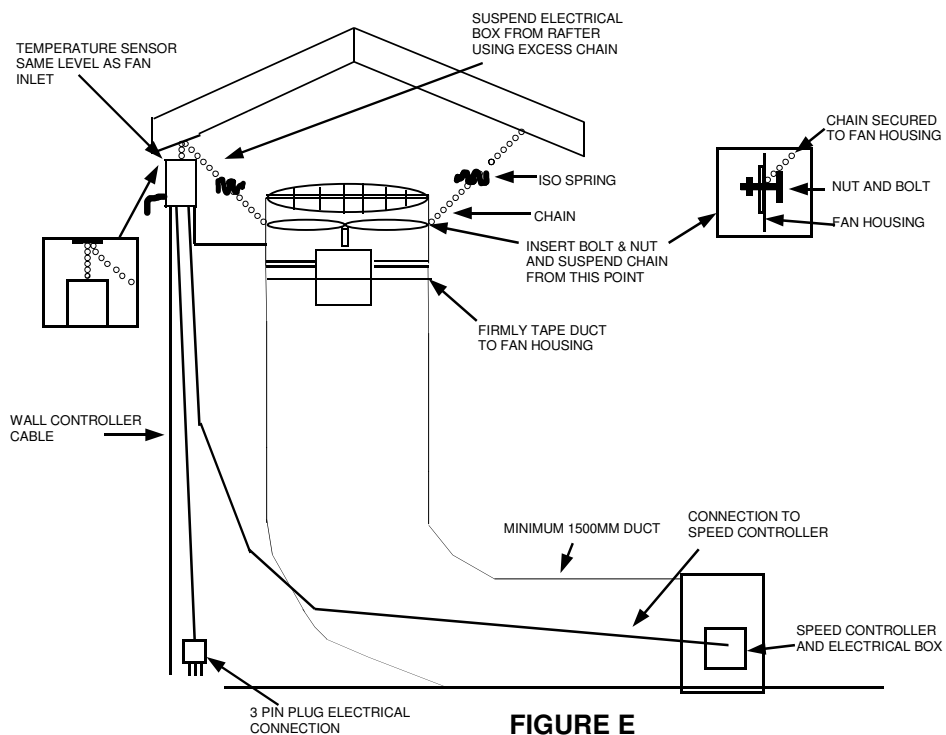 SUSPEND ELECTRICAL
BOX FROM RAFTER
USING EXCESS CHAIN
TEMPERATURE SENSOR
SAME LEVEL AS FAN
INLET
CHAIN SECURED
TO FAN HOUSING
ISO SPRING
NUT AND BOLT
CHAIN
FAN HOUSING
INSERT BOLT & NUT
AND SUSPEND CHAIN
FROM THIS POINT
FIRMLY TAPE DUCT
TO FAN HOUSING
WALL CONTROLLER
CABLE
MINIMUM 1500MM DUCT
CONNECTION TO
SPEED CONTROLLER
SPEED CONTROLLER
AND ELECTRICAL BOX
3 PIN PLUG ELECTRICAL
CONNECTION
FIGURE E